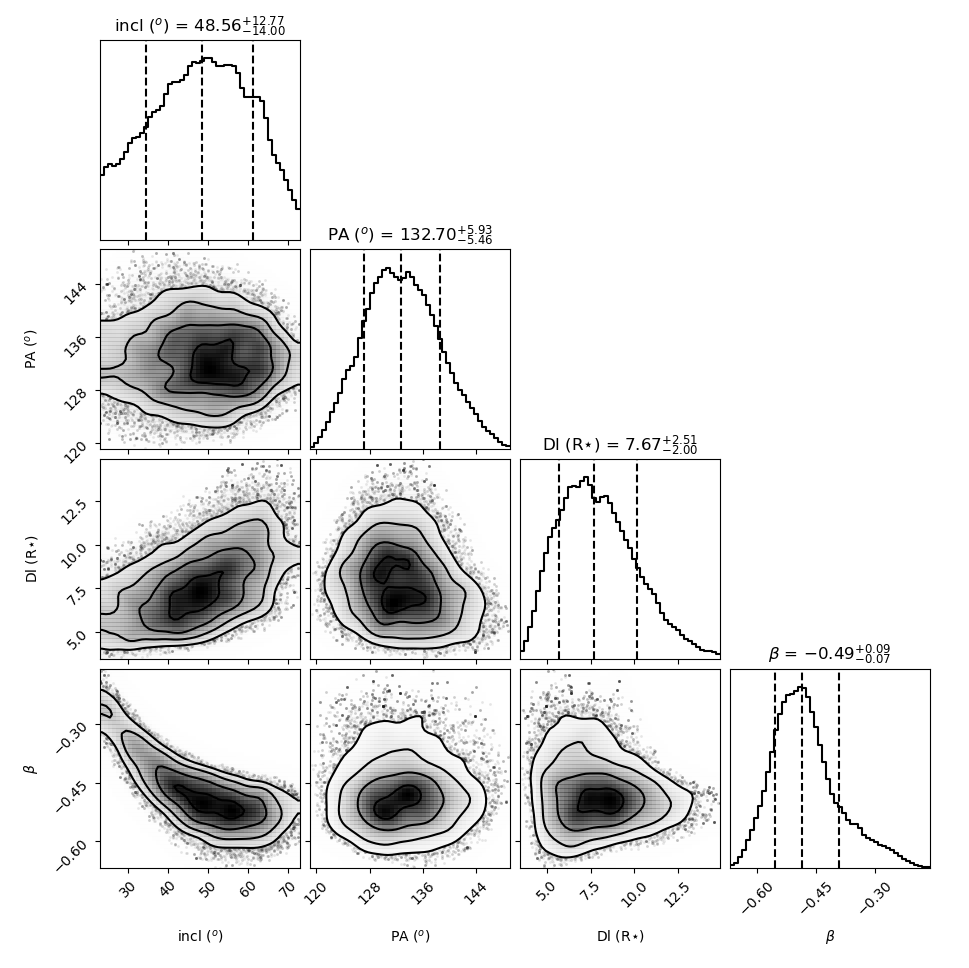 incl (°) = 48.56+12.77−14.00
PA (°) = 132.70+5.93−5.46
144
136
128
120
PA (°)
Dl (R⋆) = 7.67+2.51−2.00
12.5
10.0
7.5
5.0
Dl (R⋆)
β = −0.49+0.09−0.07
−0.30
−0.45
−0.60
β
30 40 50 60 70
120 128 136 144
5.0 7.5 10.0 12.5
−0.60 −0.45 −0.30
incl (°) PA (°) Dl (R⋆) β